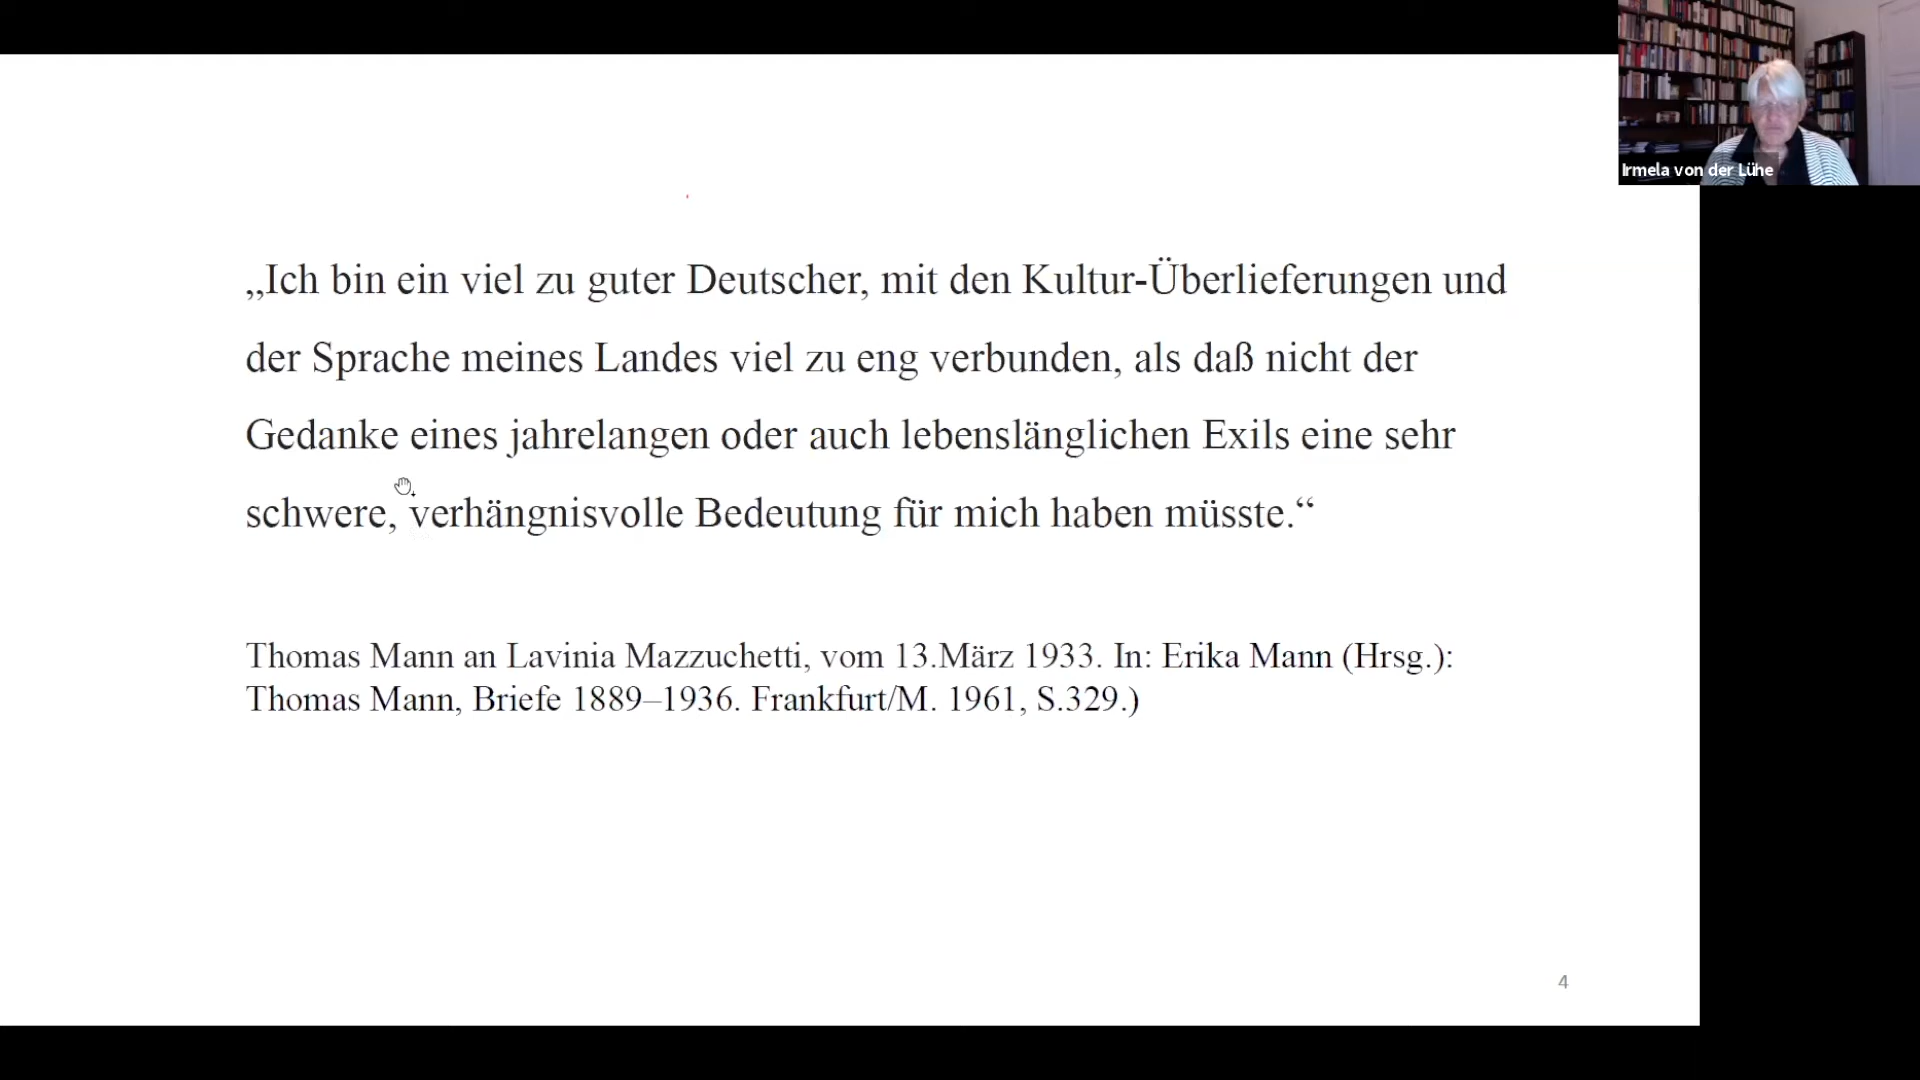 Irmela von der Lühe
„Ich bin ein viel zu guter Deutscher, mit den Kultur-Überlieferungen und
der Sprache meines Landes viel zu eng verbunden, als daß nicht der
Gedanke eines jahrelangen oder auch lebenslänglichen Exils eine sehr
schwere, verhängnisvolle Bedeutung für mich haben müsste.“
Thomas Mann an Lavinia Mazzuchetti, vom 13.März 1933. In: Erika Mann (Hrsg.):
Thomas Mann, Briefe 1889–1936. Frankfurt/M. 1961, S.329.)
4